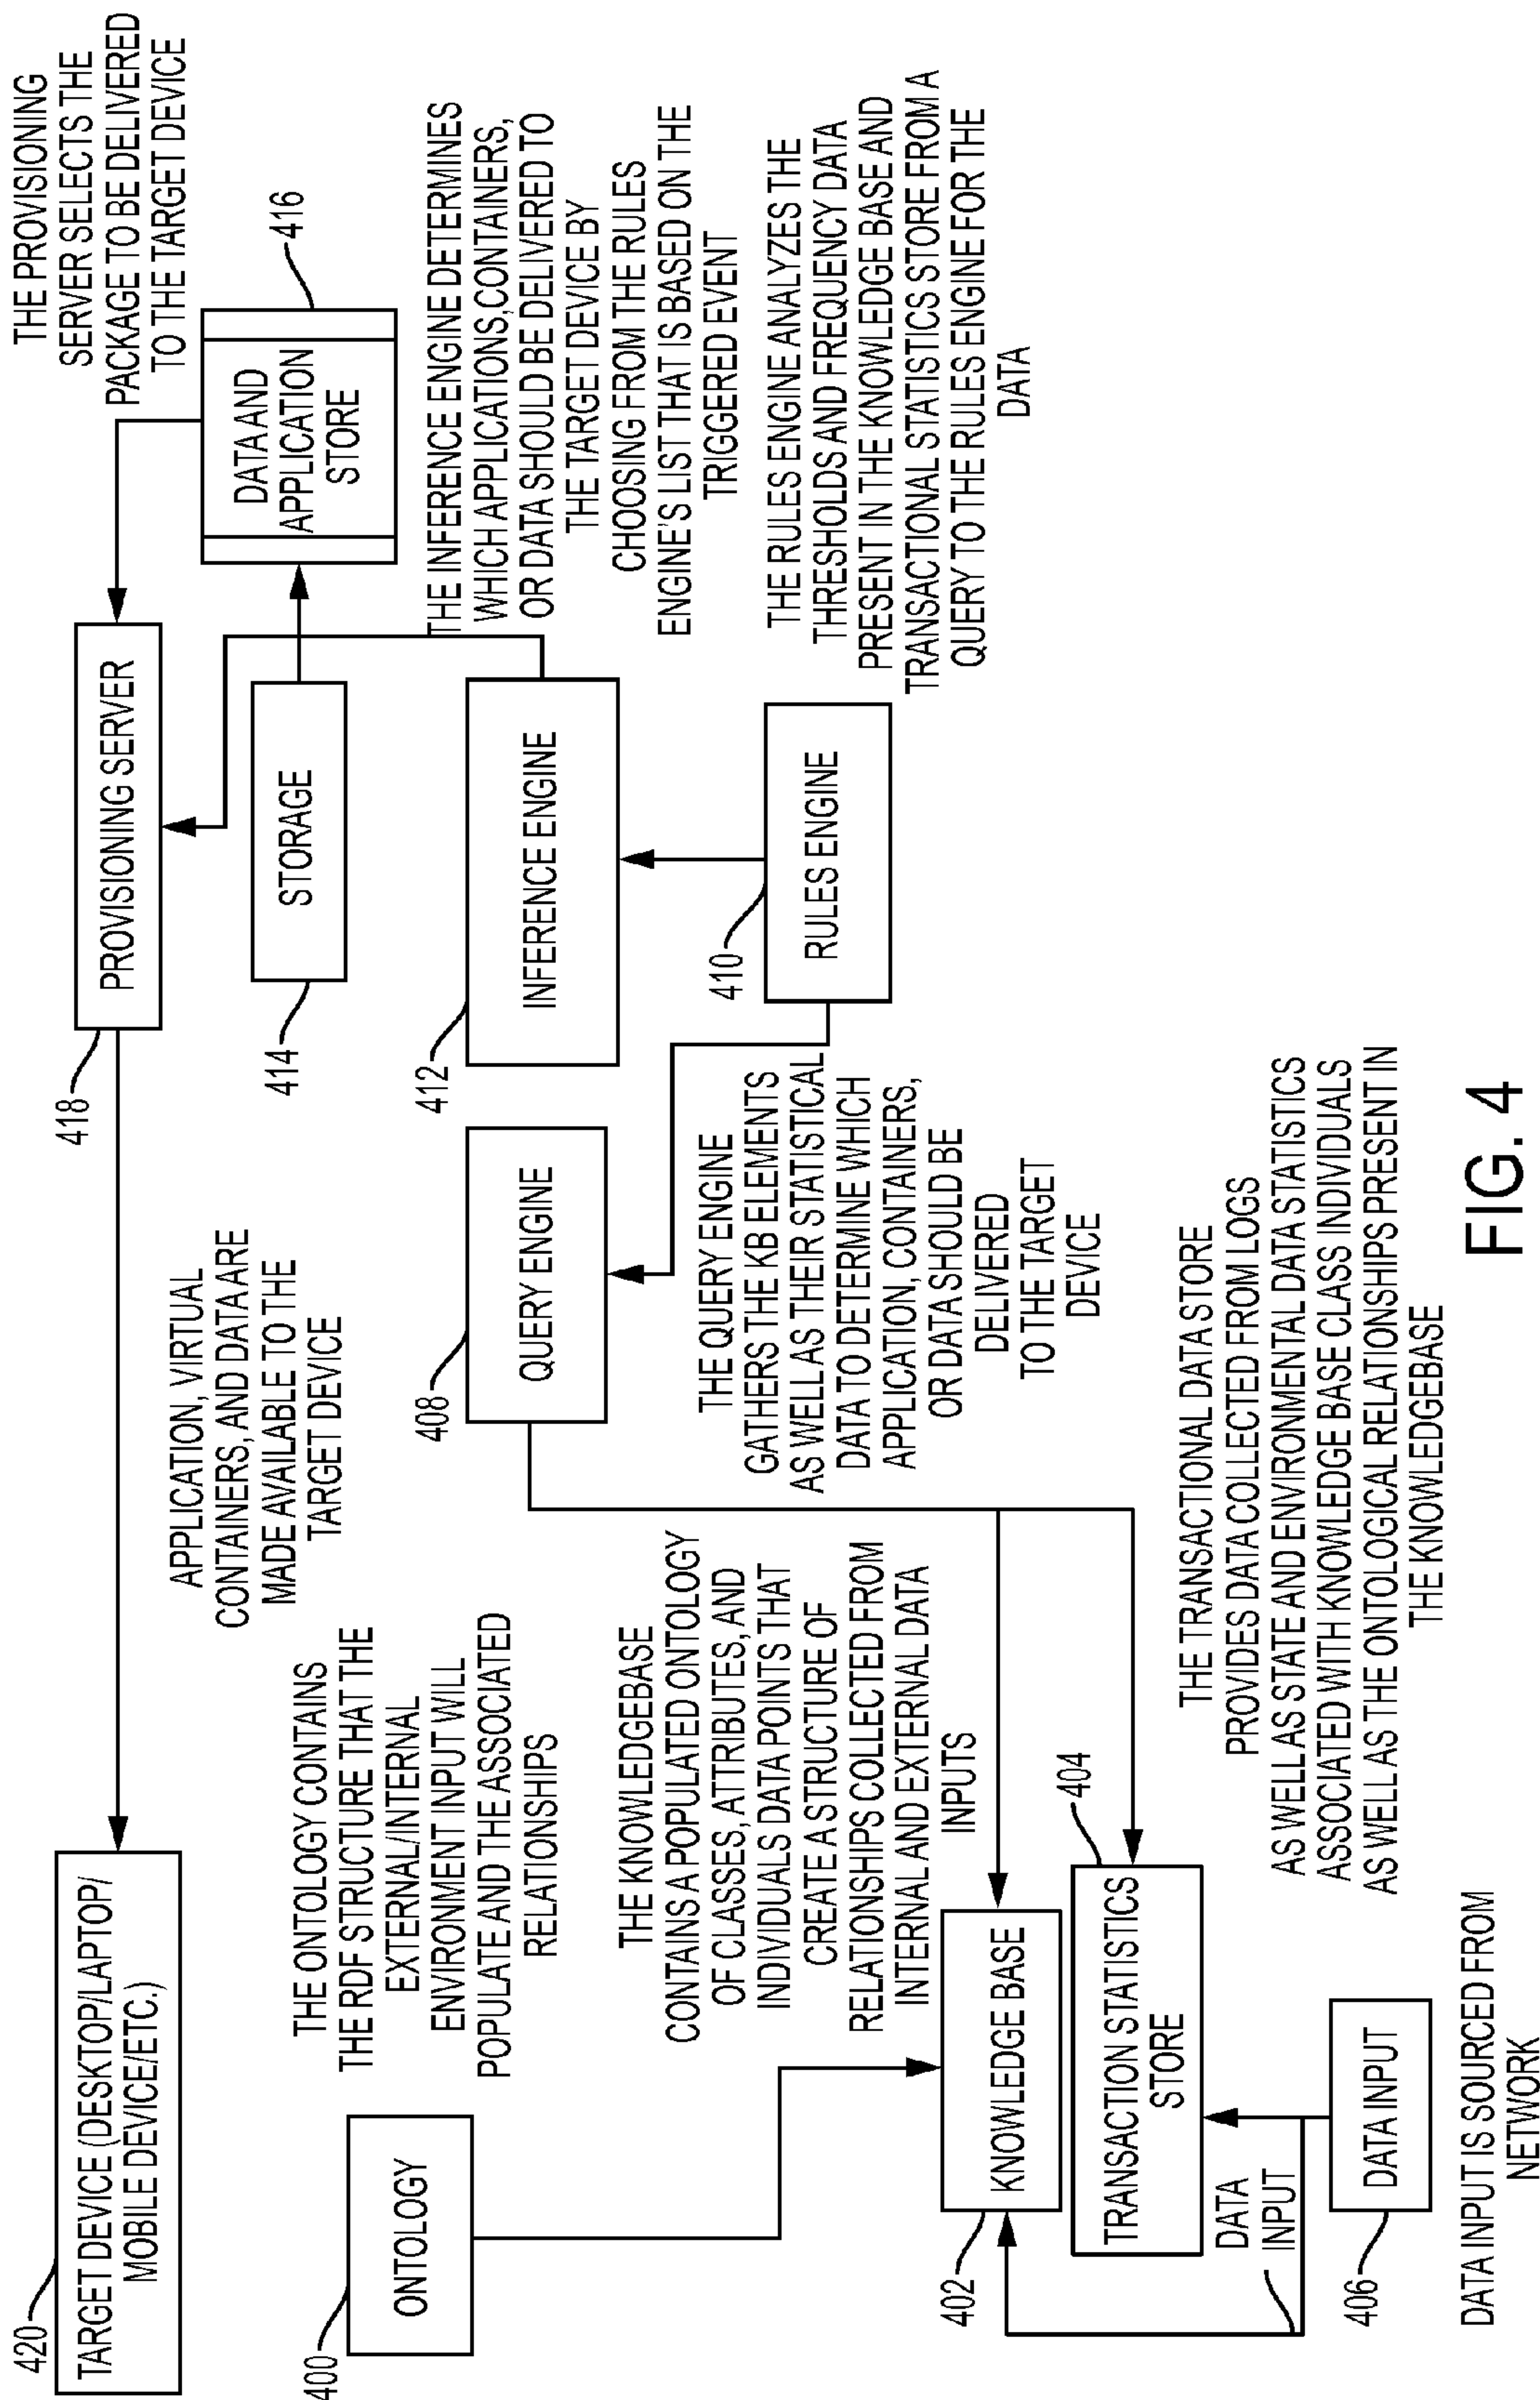 420
TARGET DEVICE (DESKTOP/LAPTOP/
MOBILE DEVICE/ETC.)
APPLICATION, VIRTUAL
CONTAINERS, AND DATA ARE
MADE AVAILABLE TO THE
TARGET DEVICE
418
PROVISIONING SERVER
THE PROVISIONING
SERVER SELECTS THE
PACKAGE TO BE DELIVERED
TO THE TARGET DEVICE
400
ONTOLOGY
THE ONTOLOGY CONTAINS
THE RDF STRUCTURE THAT THE
EXTERNAL/INTERNAL
ENVIRONMENT INPUT WILL
POPULATE AND THE ASSOCIATED
RELATIONSHIPS
414
STORAGE
DATA AND
APPLICATION
STORE
416
408
QUERY ENGINE
412
INFERENCE ENGINE
THE INFERENCE ENGINE DETERMINES
WHICH APPLICATIONS,CONTAINERS,
OR DATA SHOULD BE DELIVERED TO
THE TARGET DEVICE BY
CHOOSING FROM THE RULES
ENGINE'S LIST THAT IS BASED ON THE
TRIGGERED EVENT
THE KNOWLEDGEBASE
CONTAINS A POPULATED ONTOLOGY
OF CLASSES, ATTRIBUTES, AND
INDIVIDUALS DATA POINTS THAT
CREATE A STRUCTURE OF
RELATIONSHIPS COLLECTED FROM
INTERNAL AND EXTERNAL DATA
INPUTS
THE QUERY ENGINE
GATHERS THE KB ELEMENTS
AS WELL AS THEIR STATISTICAL
DATA TO DETERMINE WHICH
APPLICATION, CONTAINERS,
OR DATA SHOULD BE
DELIVERED
TO THE TARGET
DEVICE
410
RULES ENGINE
THE RULES ENGINE ANALYZES THE
THRESHOLDS AND FREQUENCY DATA
PRESENT IN THE KNOWLEDGE BASE AND
TRANSACTIONAL STATISTICS STORE FROM A
QUERY TO THE RULES ENGINE FOR THE
DATA
402
KNOWLEDGE BASE
404
TRANSACTION STATISTICS
STORE
THE TRANSACTIONAL DATA STORE
PROVIDES DATA COLLECTED FROM LOGS
AS WELL AS STATE AND ENVIRONMENTAL DATA STATISTICS
ASSOCIATED WITH KNOWLEDGE BASE CLASS INDIVIDUALS
AS WELL AS THE ONTOLOGICAL RELATIONSHIPS PRESENT IN
THE KNOWLEDGEBASE
DATA
INPUT
406
DATA INPUT
DATA INPUT IS SOURCED FROM
NETWORK
FIG. 4